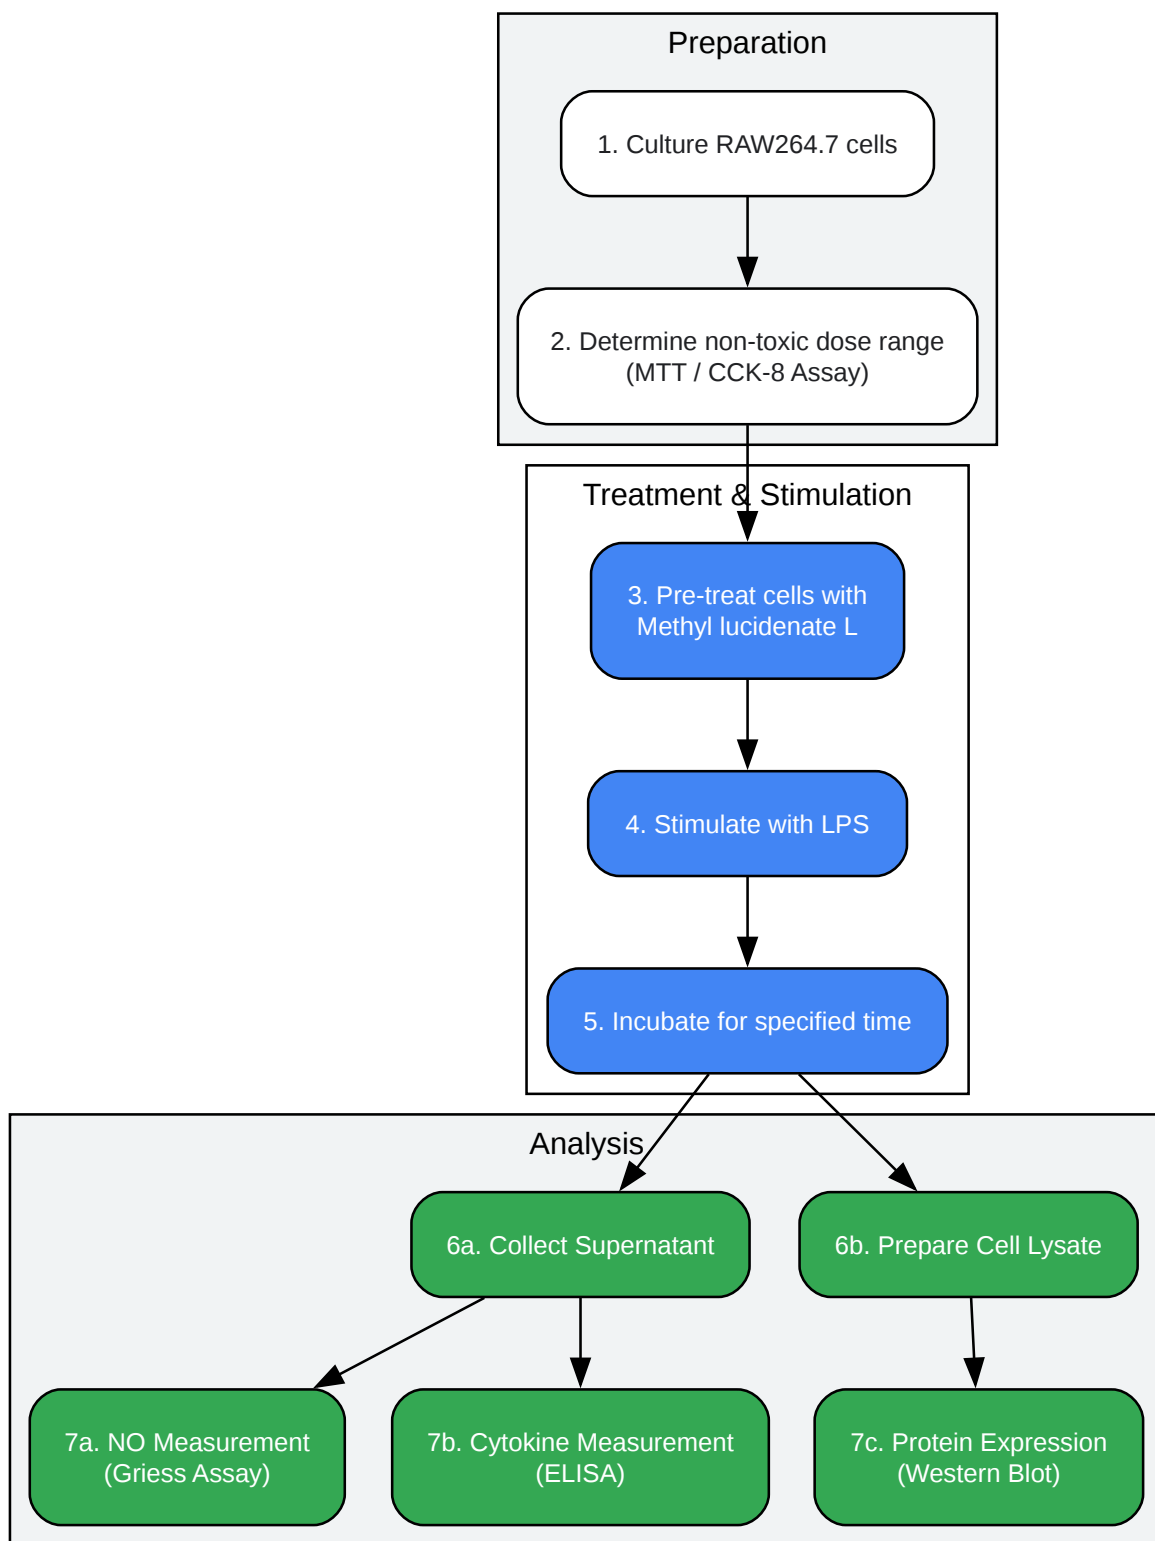 Preparation
1. Culture RAW264.7 cells
2. Determine non-toxic dose range
(MTT / CCK-8 Assay)
Treatment & Stimulation
3. Pre-treat cells with
Methyl lucidenate L
4. Stimulate with LPS
5. Incubate for specified time
Analysis
6a. Collect Supernatant
6b. Prepare Cell Lysate
7a. NO Measurement
(Griess Assay)
7b. Cytokine Measurement
(ELISA)
7c. Protein Expression
(Western Blot)